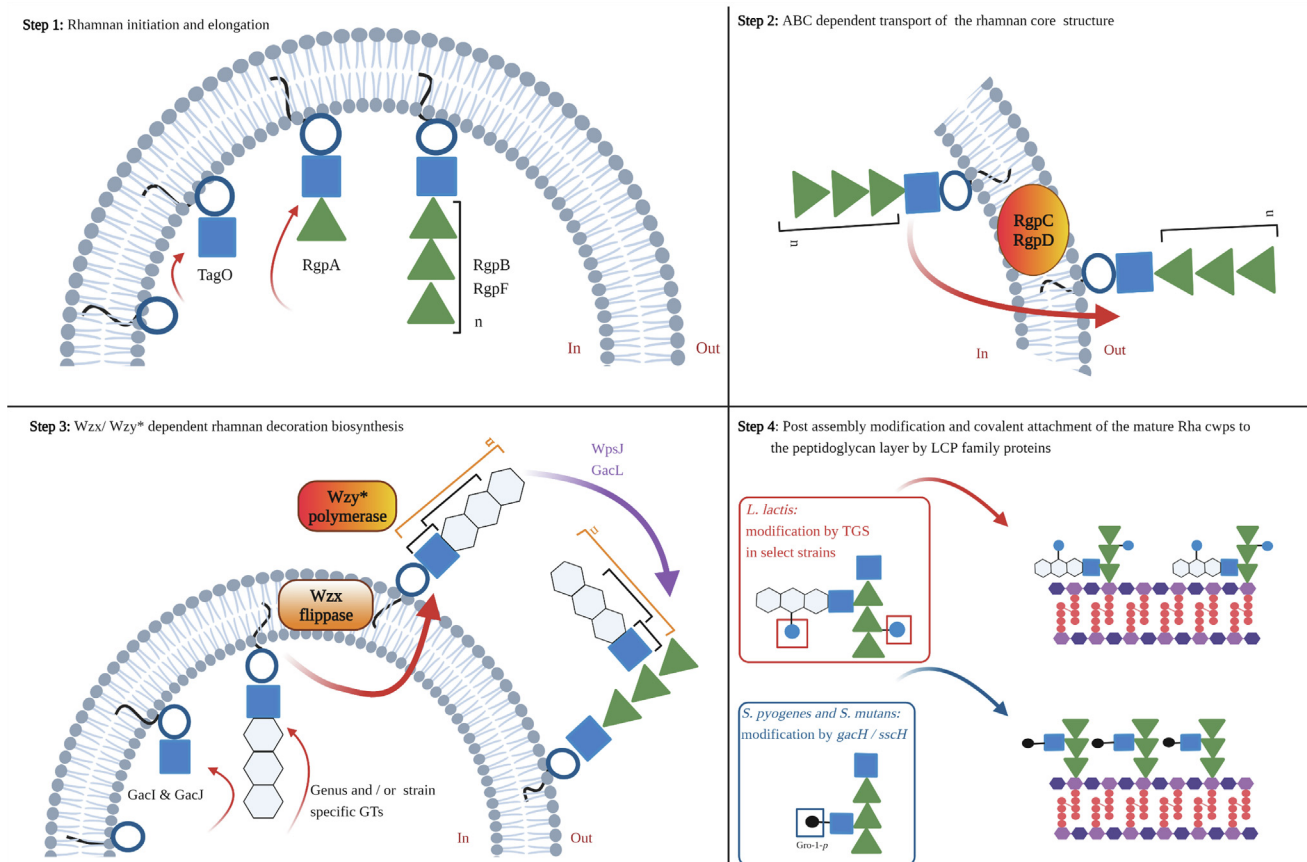 Step 1: Rhamnan initiation and elongation
TagO
RgpA
RgpB
RgpF
n
In
Out
Step 2: ABC dependent transport of the rhamnan core structure
n
RgpC
RgpD
n
In
Out
Step 3: Wzx/ Wzy* dependent rhamnan decoration biosynthesis
n
WpsJ
GacL
Wzy*
polymerase
n
Wzx
flippase
GacI & GacJ
Genus and / or strain
specific GTs
In
Out
Step 4: Post assembly modification and covalent attachment of the mature Rha cwps to
the peptidoglycan layer by LCP family proteins
L. lactis:
modification by TGS
in select strains
S. pyogenes and S. mutans:
modification by gacH / sscH
Gro-1-p